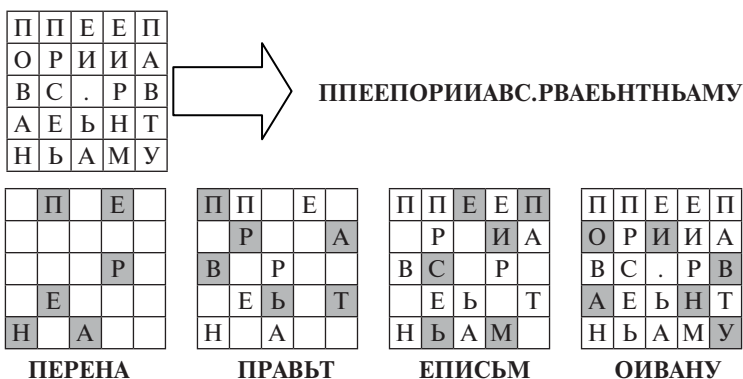 П П Е Е П
О Р И И А
В С . Р В
А Е Ь Н Т
Н Ь А М У
ППЕЕПОРИИАВС.РВАЕЬНТНЬАМУ
П Е
Р
Е
Н А
ПЕРЕНА
П П Е
Р А
В Р
Е Ь Т
Н А
ПРАВЬТ
П П Е Е П
Р И А
В С Р
Е Ь Т
Н Ь А М
ЕПИСЬМ
П П Е Е П
О Р И И А
В С . Р В
А Е Ь Н Т
Н Ь А М У
ОИВАНУ